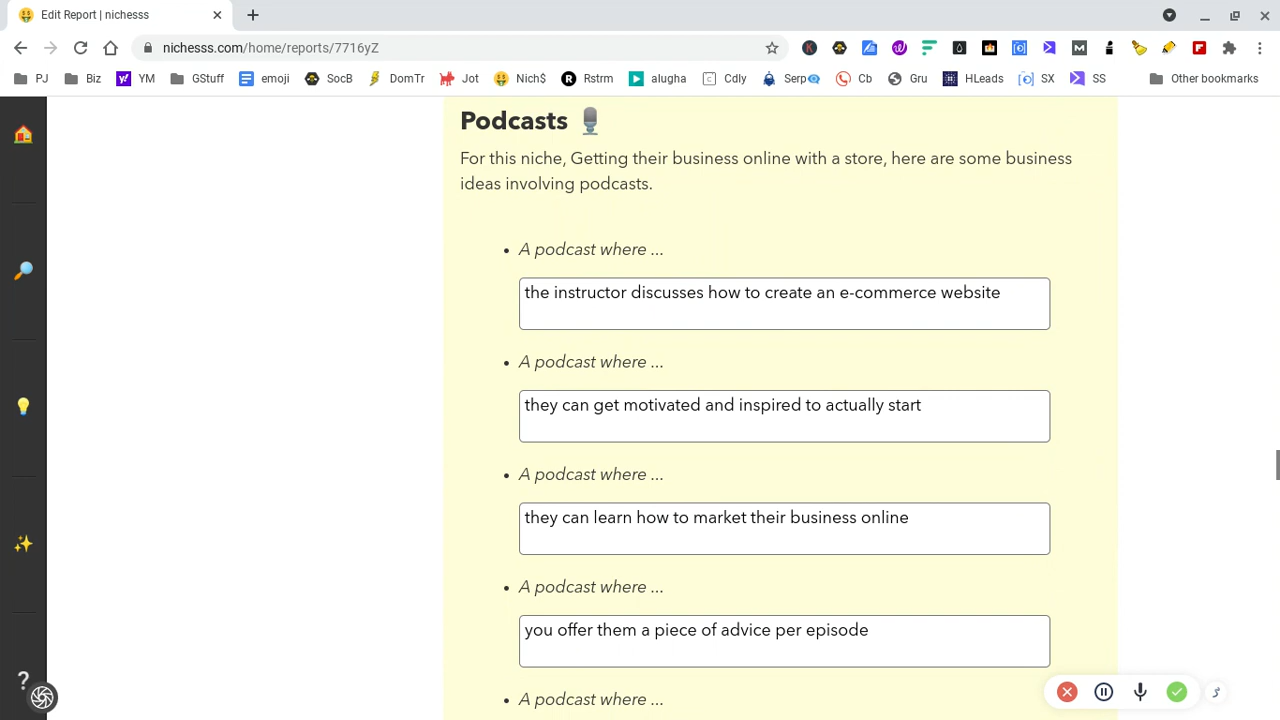 Edit Report | nichesss
nichesss.com/home/reports/7716yZ
PJ Biz YM GStuff emoji SocB DomTr Jot Nich$ Rstrm alugha Cdly Serp Cb Gru HLeads SX SS Other bookmarks
Podcasts
For this niche, Getting their business online with a store, here are some business
ideas involving podcasts.
• A podcast where ...
the instructor discusses how to create an e-commerce website
• A podcast where ...
they can get motivated and inspired to actually start
• A podcast where ...
they can learn how to market their business online
• A podcast where ...
you offer them a piece of advice per episode
• A podcast where ...
?